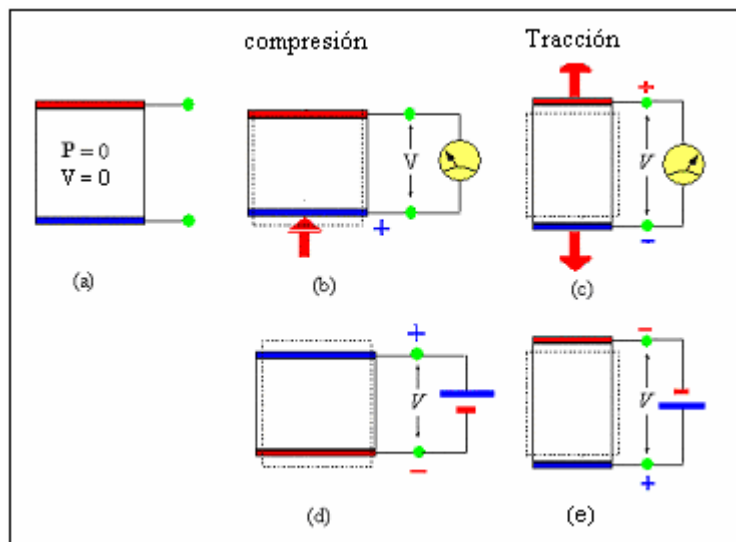 compresión
Tracción
P = 0
V = 0
V
+
+
V
−
(a)
(b)
(c)
+
V
−
−
V
+
(d)
(e)